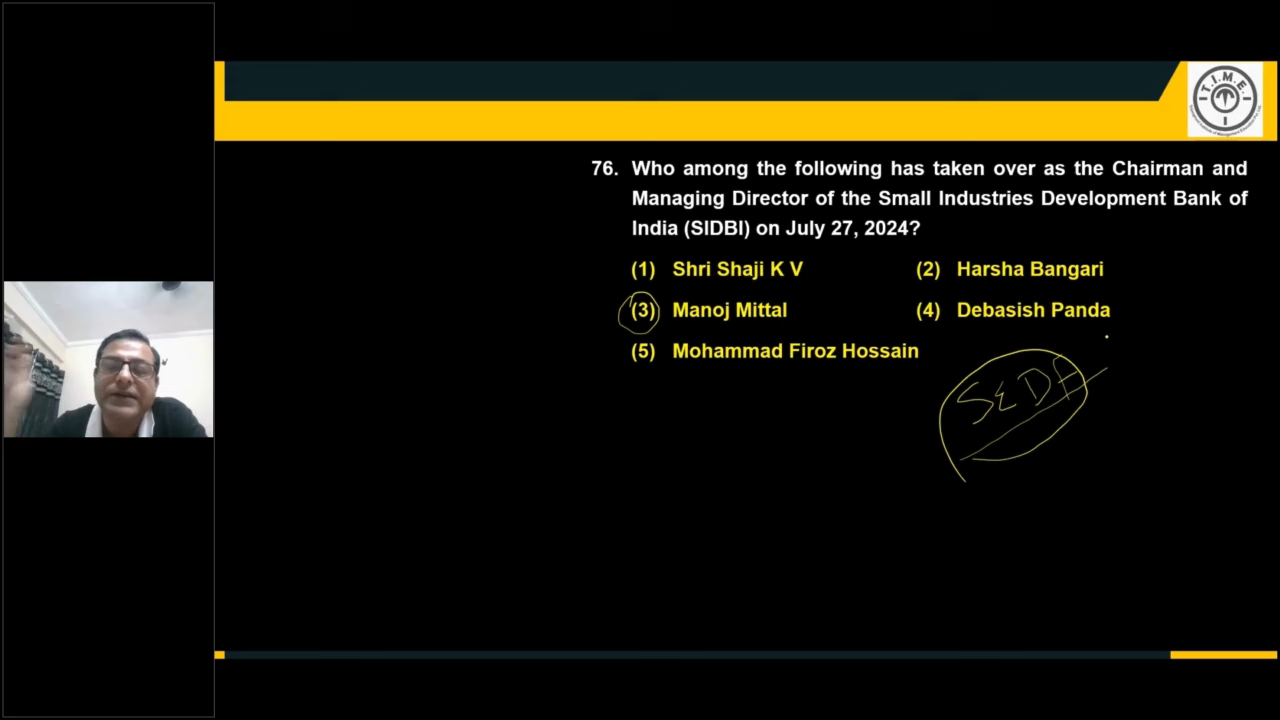 T.I.M.E.
76. Who among the following has taken over as the Chairman and
Managing Director of the Small Industries Development Bank of
India (SIDBI) on July 27, 2024?
(1) Shri Shaji K V (2) Harsha Bangari
(3) Manoj Mittal (4) Debasish Panda
(5) Mohammad Firoz Hossain